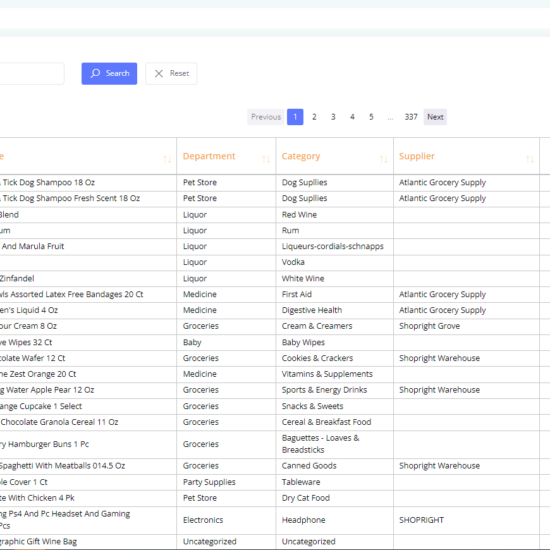 Search Reset
Previous 1 2 3 4 5 ... 337 Next
e Department Category Supplier
Tick Dog Shampoo 18 Oz Pet Store Dog Supllies Atlantic Grocery Supply
Tick Dog Shampoo Fresh Scent 18 Oz Pet Store Dog Supllies Atlantic Grocery Supply
Blend Liquor Red Wine
um Liquor Rum
And Marula Fruit Liquor Liqueurs-cordials-schnapps
Liquor Vodka
Zinfandel Liquor White Wine
ls Assorted Latex Free Bandages 20 Ct Medicine First Aid Atlantic Grocery Supply
en's Liquid 4 Oz Medicine Digestive Health Atlantic Grocery Supply
our Cream 8 Oz Groceries Cream & Creamers Shopright Grove
ve Wipes 32 Ct Baby Baby Wipes
olate Wafer 12 Ct Groceries Cookies & Crackers Shopright Warehouse
ne Zest Orange 20 Ct Medicine Vitamins & Supplements
g Water Apple Pear 12 Oz Groceries Sports & Energy Drinks Shopright Warehouse
ange Cupcake 1 Select Groceries Snacks & Sweets
Chocolate Granola Cereal 11 Oz Groceries Cereal & Breakfast Food
ry Hamburger Buns 1 Pc Groceries Baguettes - Loaves &
Breadsticks
Spaghetti With Meatballs 014.5 Oz Groceries Canned Goods Shopright Warehouse
le Cover 1 Ct Party Supplies Tableware
te With Chicken 4 Pk Pet Store Dry Cat Food
ng Ps4 And Pc Headset And Gaming
Pcs Electronics Headphone SHOPRIGHT
graphic Gift Wine Bag Uncategorized Uncategorized